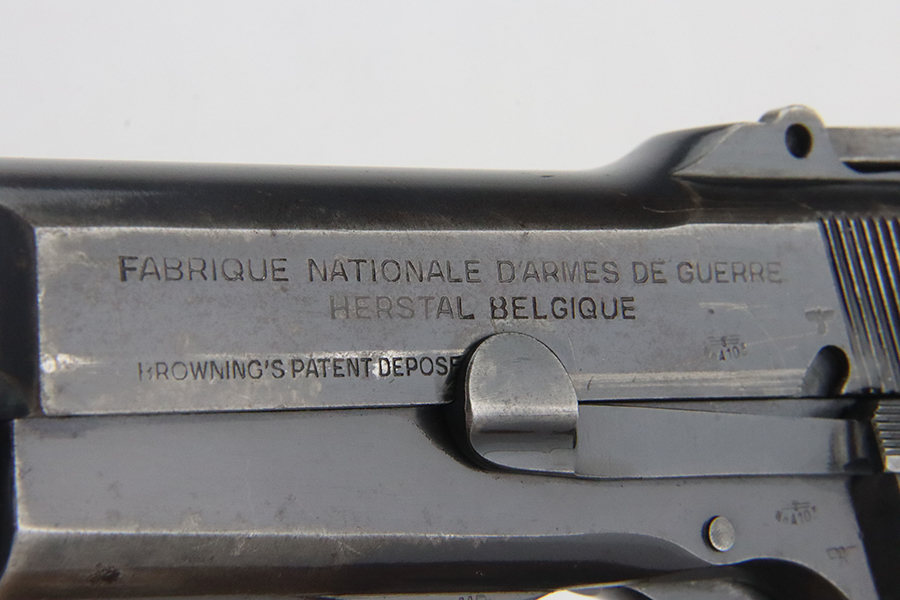 FABRIQUE NATIONALE D'ARMES DE GUERRE
HERSTAL BELGIQUE
BROWNING'S PATENT DEPOSE